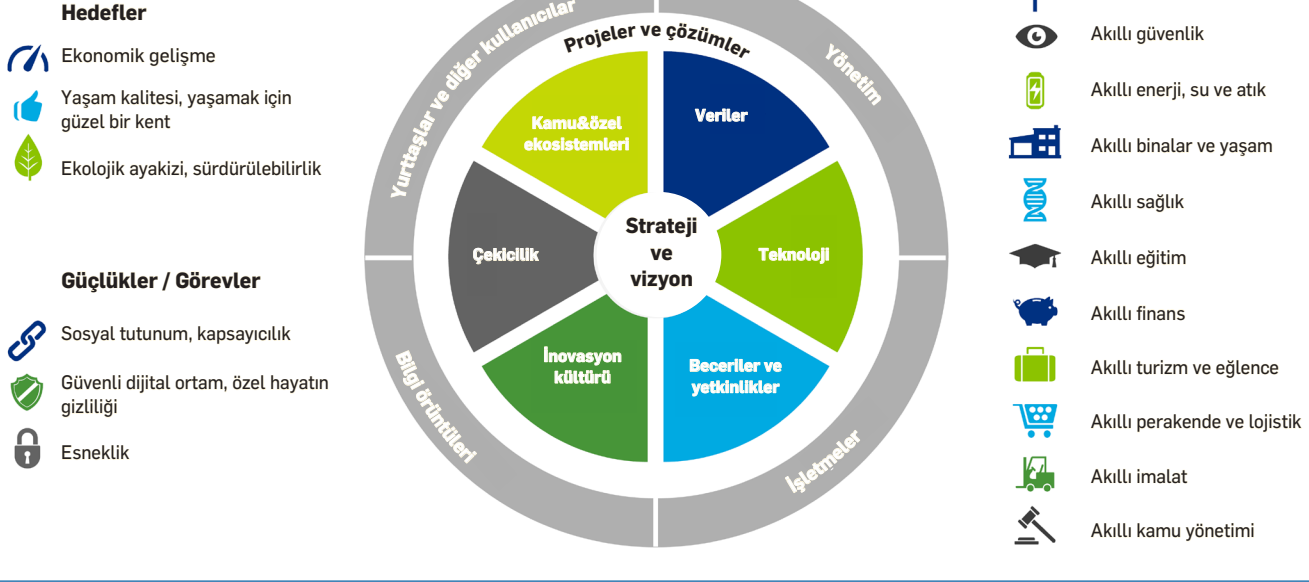 Hedefler
Ekonomik gelişme
Yaşam kalitesi, yaşamak için
güzel bir kent
Ekolojik ayakizi, sürdürülebilirlik
Güçlükler / Görevler
Sosyal tutunum, kapsayıcılık
Güvenli dijital ortam, özel hayatın
gizliliği
Esneklik
Yurttaşlar ve diğer kullanıcılar
Yönetim
Bilgi örüntüleri
İşletmeler
Projeler ve çözümler
Kamu&özel
ekosistemleri
Veriler
Çekicilik
Strateji
ve
vizyon
Teknoloji
İnovasyon
kültürü
Beceriler ve
yetkinlikler
Akıllı güvenlik
Akıllı enerji, su ve atık
Akıllı binalar ve yaşam
Akıllı sağlık
Akıllı eğitim
Akıllı finans
Akıllı turizm ve eğlence
Akıllı perakende ve lojistik
Akıllı imalat
Akıllı kamu yönetimi